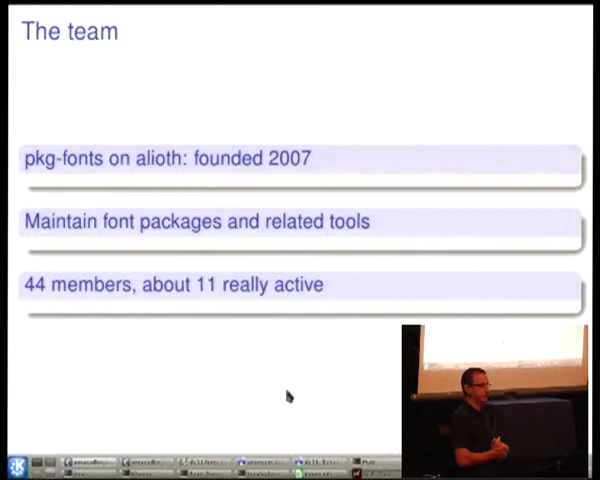 The team
pkg-fonts on alioth: founded 2007
Maintain font packages and related tools
44 members, about 11 really active